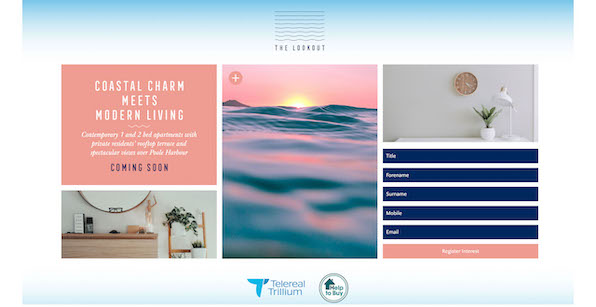 THE LOOKOUT
COASTAL CHARM
MEETS
MODERN LIVING
Contemporary 1 and 2 bed apartments with
private residents' rooftop terrace and
spectacular views over Poole Harbour
COMING SOON
Title
Forename
Surname
Mobile
Email
Register Interest
Telereal
Trillium
Help
to Buy